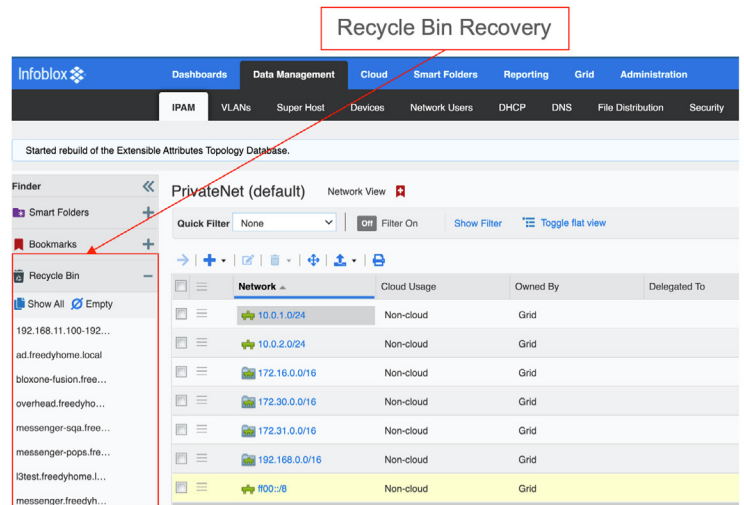 Recycle Bin Recovery
Infoblox
Dashboards Data Management Cloud Smart Folders Reporting Grid Administration
IPAM VLANs Super Host Devices Network Users DHCP DNS File Distribution Security
Started rebuild of the Extensible Attributes Topology Database.
Finder
PrivateNet (default) Network View
Smart Folders
Quick Filter None Off Filter On Show Filter Toggle flat view
Bookmarks
Recycle Bin
Network Cloud Usage Owned By Delegated To
Show All Empty
10.0.1.0/24 Non-cloud Grid
192.168.11.100-192...
10.0.2.0/24 Non-cloud Grid
ad.freedyhome.local
172.16.0.0/16 Non-cloud Grid
bloxone-fusion.free...
172.30.0.0/16 Non-cloud Grid
overhead.freedyho...
172.31.0.0/16 Non-cloud Grid
messenger-sqa.free...
messenger-pops.fre...
192.168.0.0/16 Non-cloud Grid
l3test.freedyhome.l...
ff00::/8 Non-cloud Grid
messenger.freedyh...